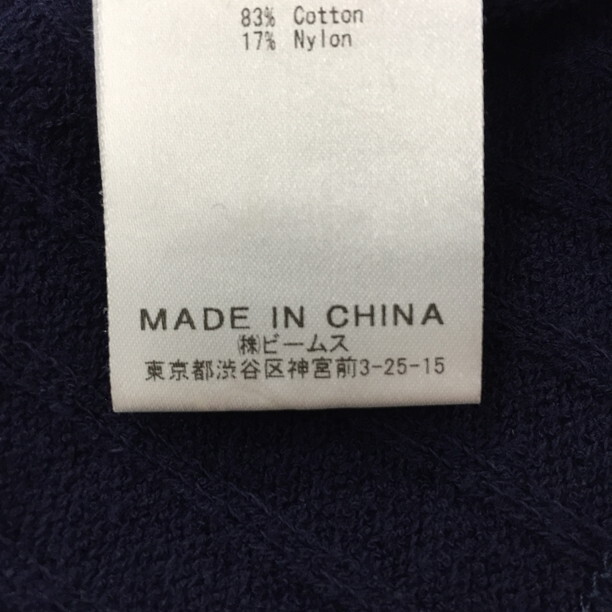 83% Cotton
17% Nylon
MADE IN CHINA
㈱ビームス
東京都渋谷区神宮前3-25-15